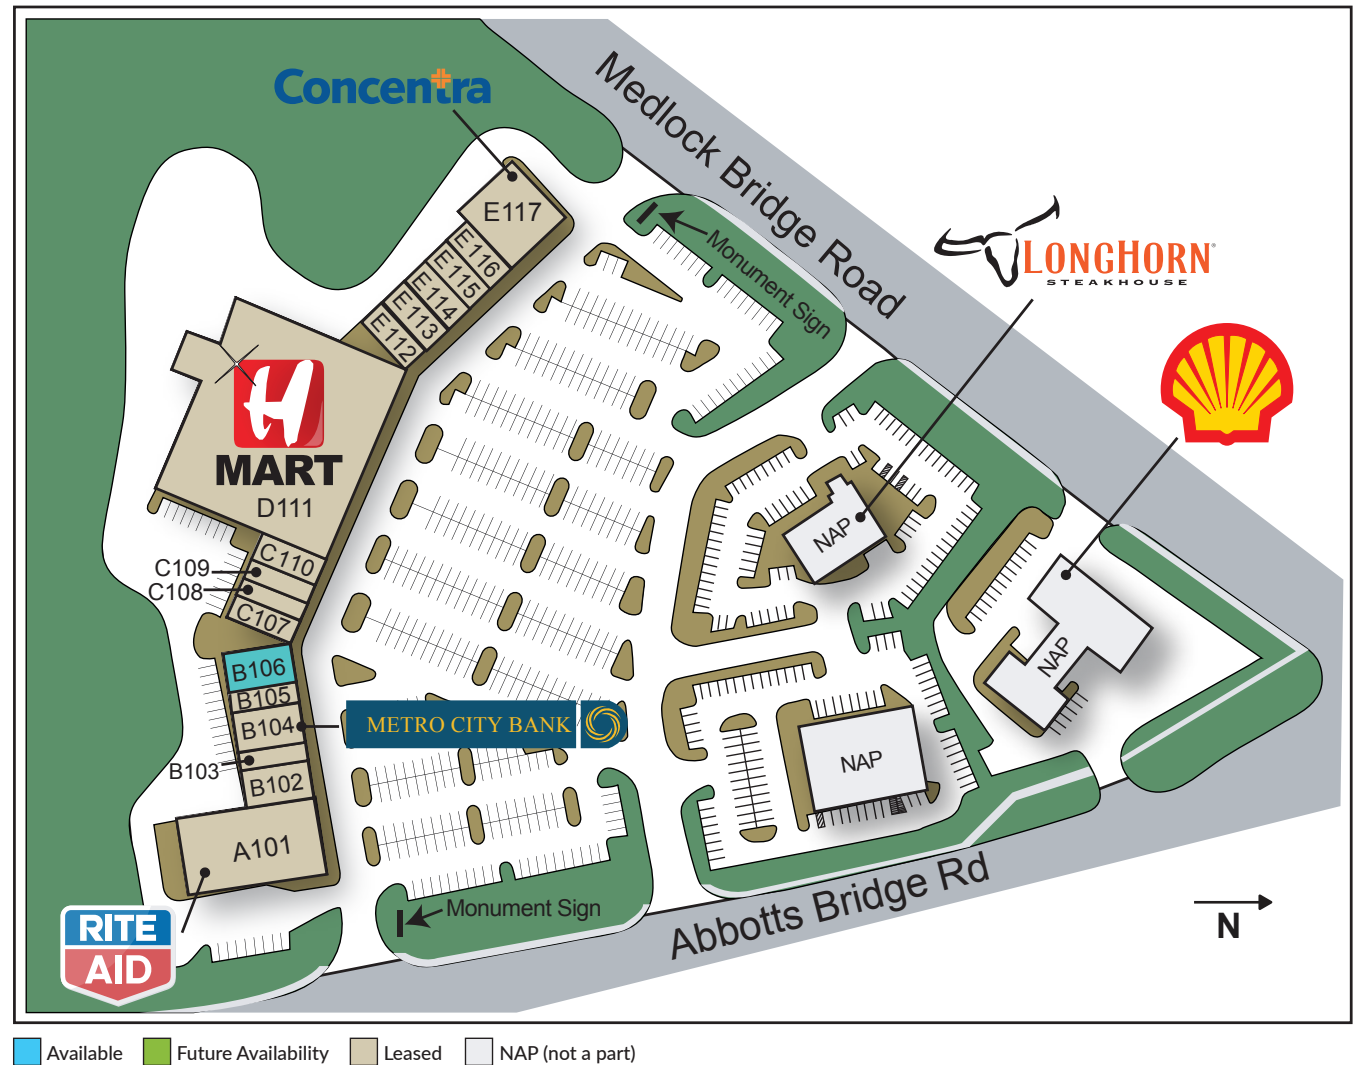 Concentra
Medlock Bridge Road
E117
E116
E115
E114
E113
E112
Monument Sign
LONGHORN®
STEAKHOUSE
H
MART
D111
NAP
C110
C109
C108
C107
NAP
B106
B105
B104
METRO CITY BANK
B103
B102
NAP
A101
Abbotts Bridge Rd
Monument Sign
N
RITE
AID
Available
Future Availability
Leased
NAP (not a part)